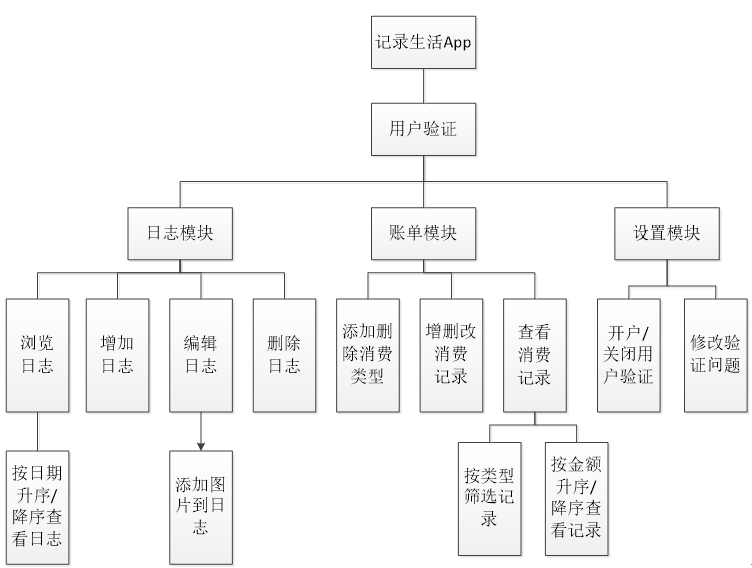 记录生活App
用户验证
日志模块
账单模块
设置模块
浏览
日志
增加
日志
编辑
日志
删除
日志
添加删
除消费
类型
增删改
消费
记录
查看
消费
记录
开户/
关闭用
户验证
修改验
证问题
按日期
升序/
降序查
看日志
添加图
片到日
志
按类型
筛选记
录
按金额
升序/
降序查
看记录